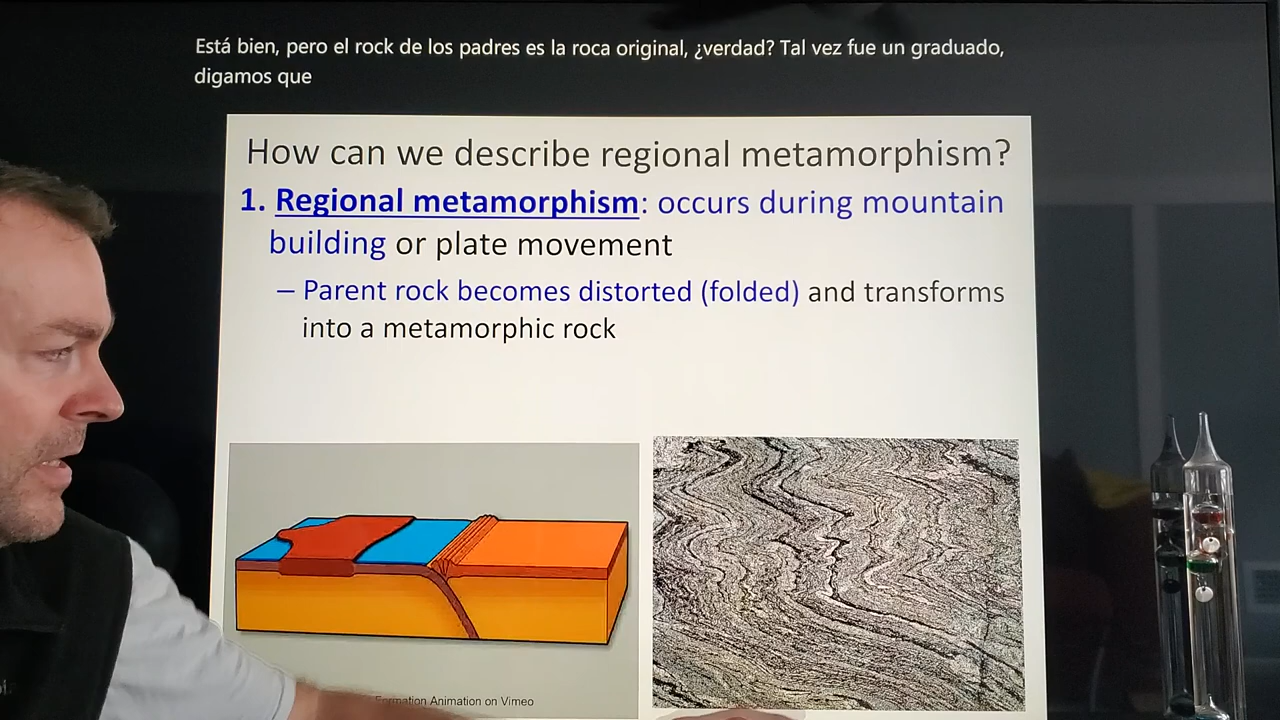 Está bien, pero el rock de los padres es la roca original, ¿verdad? Tal vez fue un graduado,
digamos que
How can we describe regional metamorphism?
1. Regional metamorphism: occurs during mountain
building or plate movement
– Parent rock becomes distorted (folded) and transforms
into a metamorphic rock
Animation on Vimeo